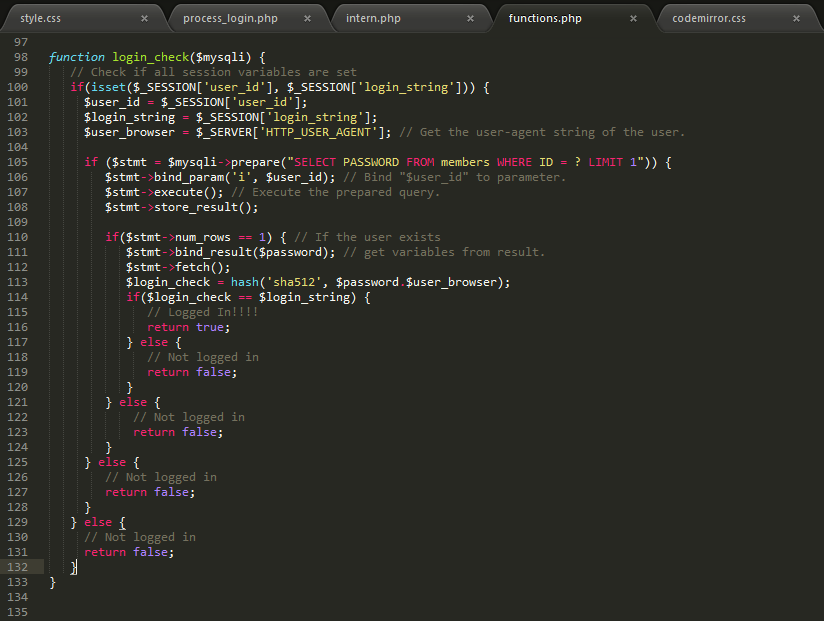 style.css × process_login.php × intern.php × functions.php × codemirror.css ×
97
98 function login_check($mysqli) {
99 // Check if all session variables are set
100 if(isset($_SESSION['user_id'], $_SESSION['login_string'])) {
101 $user_id = $_SESSION['user_id'];
102 $login_string = $_SESSION['login_string'];
103 $user_browser = $_SERVER['HTTP_USER_AGENT']; // Get the user-agent string of the user.
104
105 if ($stmt = $mysqli->prepare("SELECT PASSWORD FROM members WHERE ID = ? LIMIT 1")) {
106 $stmt->bind_param('i', $user_id); // Bind "$user_id" to parameter.
107 $stmt->execute(); // Execute the prepared query.
108 $stmt->store_result();
109
110 if($stmt->num_rows == 1) { // If the user exists
111 $stmt->bind_result($password); // get variables from result.
112 $stmt->fetch();
113 $login_check = hash('sha512', $password.$user_browser);
114 if($login_check == $login_string) {
115 // Logged In!!!!
116 return true;
117 } else {
118 // Not logged in
119 return false;
120 }
121 } else {
122 // Not logged in
123 return false;
124 }
125 } else {
126 // Not logged in
127 return false;
128 }
129 } else {
130 // Not logged in
131 return false;
132 }
133 }
134
135